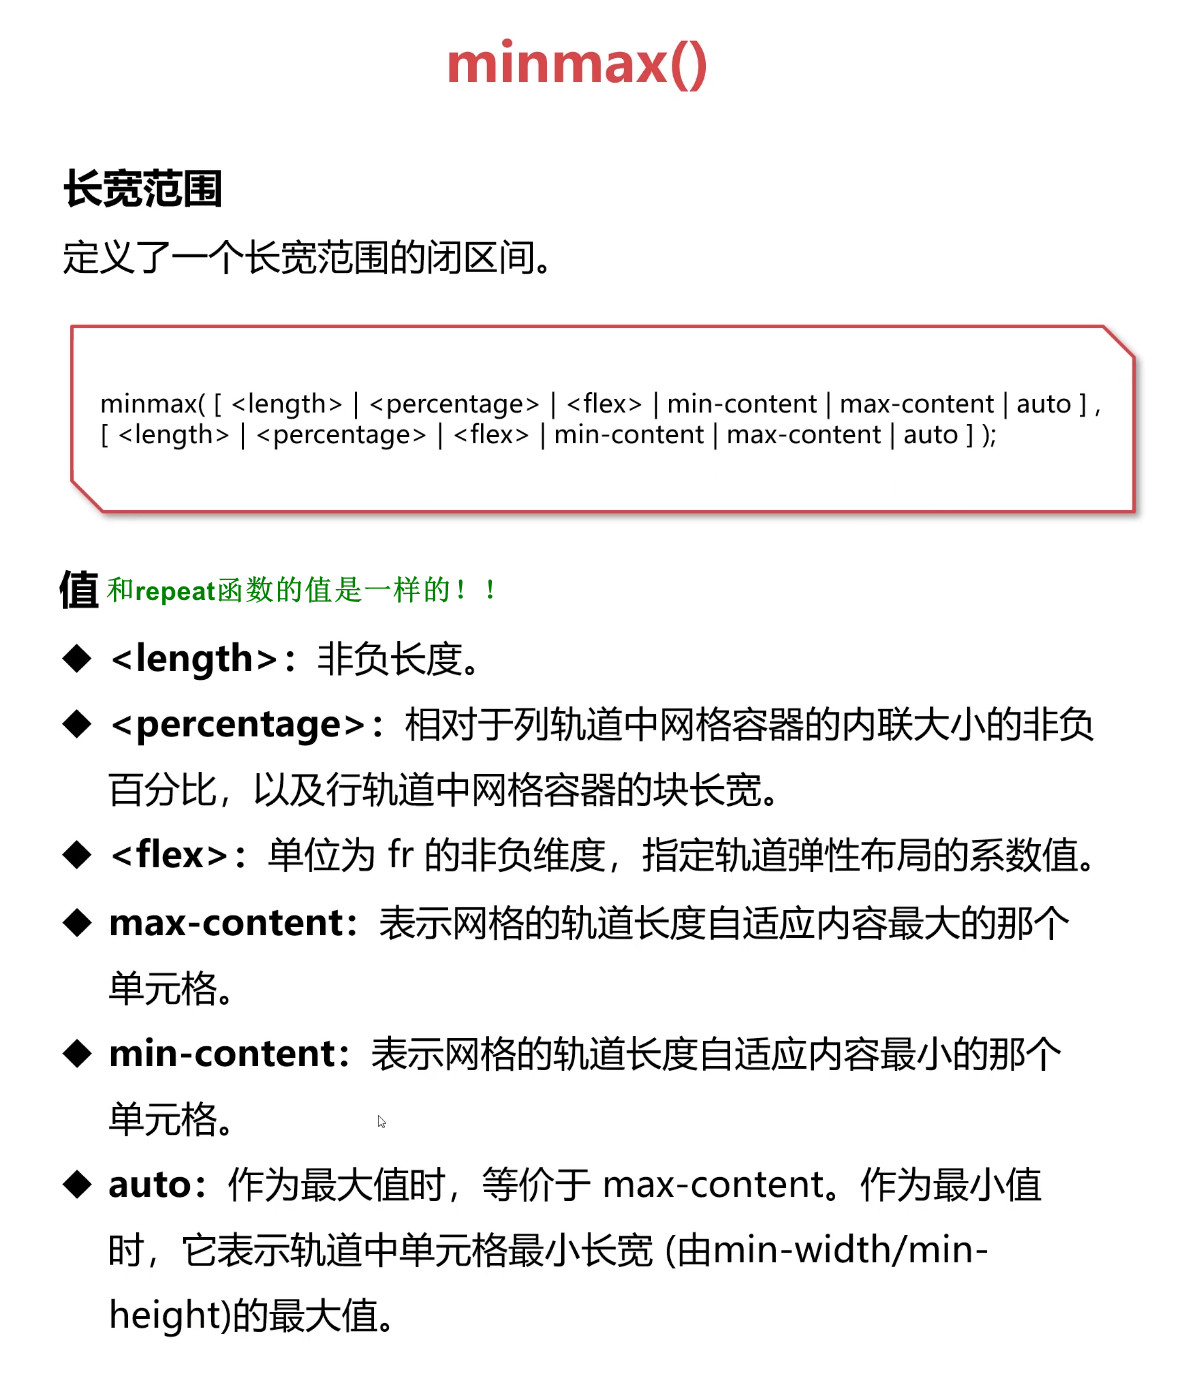 minmax()
长宽范围
定义了一个长宽范围的闭区间。
minmax( [ <length> | <percentage> | <flex> | min-content | max-content | auto ] ,
[ <length> | <percentage> | <flex> | min-content | max-content | auto ] );
值 和repeat函数的值是一样的！！
◆ <length>：非负长度。
◆ <percentage>：相对于列轨道中网格容器的内联大小的非负
百分比，以及行轨道中网格容器的块长宽。
◆ <flex>：单位为 fr 的非负维度，指定轨道弹性布局的系数值。
◆ max-content：表示网格的轨道长度自适应内容最大的那个
单元格。
◆ min-content：表示网格的轨道长度自适应内容最小的那个
单元格。
◆ auto：作为最大值时，等价于 max-content。作为最小值
时，它表示轨道中单元格最小长宽 (由min-width/min-
height)的最大值。